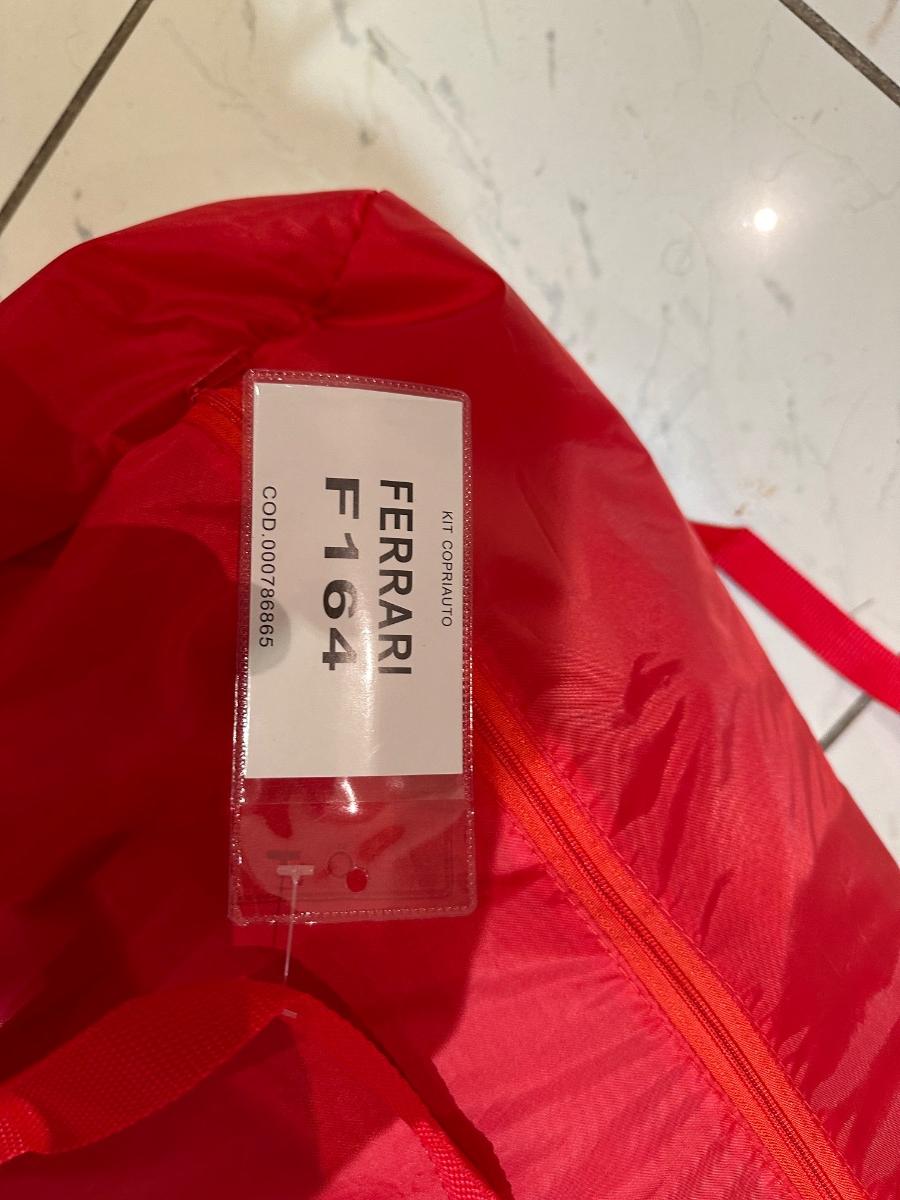 KIT COPRIAUTO
FERRARI
F164
COD.000786865